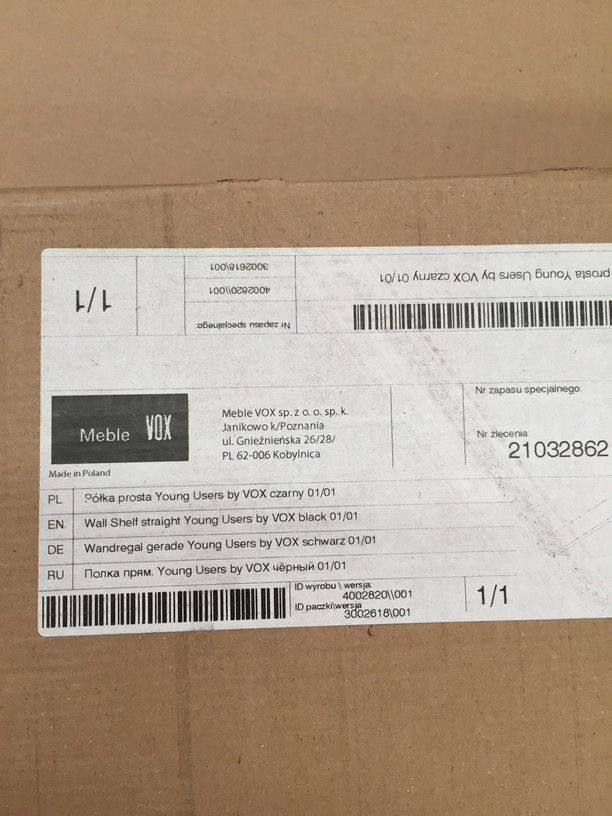 prosta Young Users by VOX czarny 01/01
Nr zapasu specjalnego:
4002820\\001
3002618\001
1/1
Meble VOX
Made in Poland
Meble VOX sp. z o. o. sp. k.
Janikowo k/Poznania
ul. Gnieźnieńska 26/28/
PL 62-006 Kobylnica
Nr zapasu specjalnego
Nr zlecenia
21032862
PL Półka prosta Young Users by VOX czarny 01/01
EN Wall Shelf straight Young Users by VOX black 01/01
DE Wandregal gerade Young Users by VOX schwarz 01/01
RU Полка прям. Young Users by VOX чёрный 01/01
ID wyrobu \ wersja:
4002820\\001
ID paczki\wersja
3002618\001
1/1